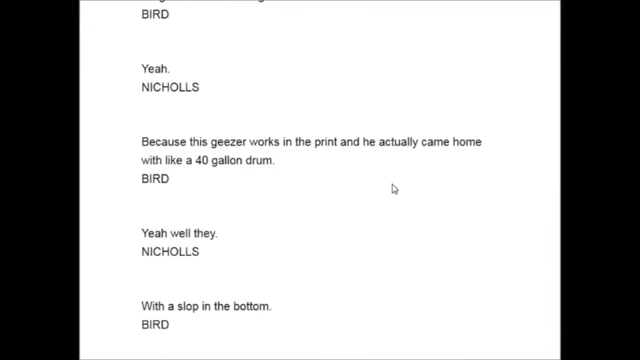 BIRD
Yeah.
NICHOLLS
Because this geezer works in the print and he actually came home
with like a 40 gallon drum.
BIRD
Yeah well they.
NICHOLLS
With a slop in the bottom.
BIRD